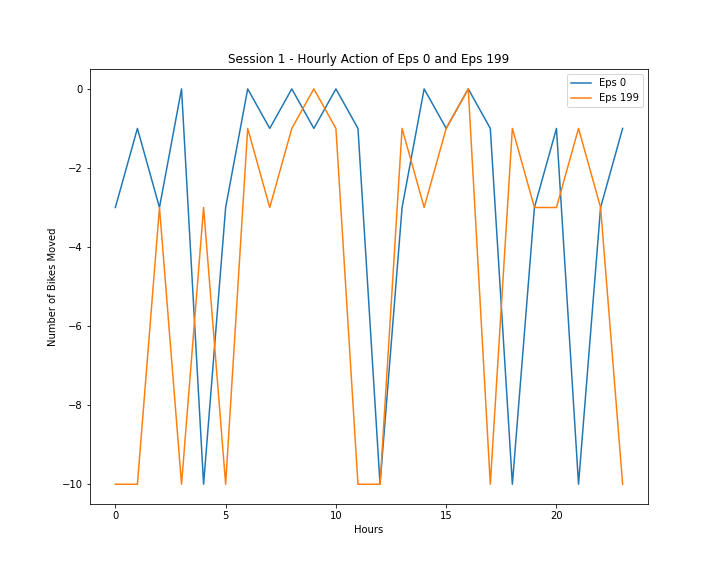 Session 1 - Hourly Action of Eps 0 and Eps 199
Eps 0
Eps 199
0
−2
−4
−6
−8
−10
Number of Bikes Moved
0 5 10 15 20
Hours